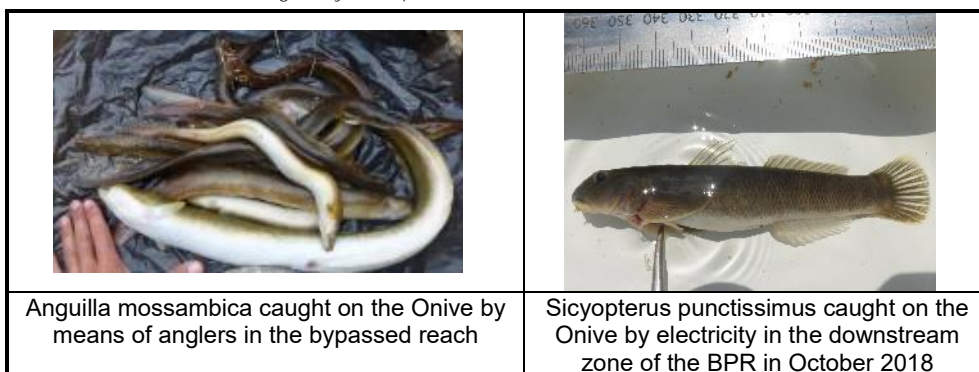 Anguilla mossambica caught on the Onive by
means of anglers in the bypassed reach
Sicyopterus punctissimus caught on the
Onive by electricity in the downstream
zone of the BPR in October 2018